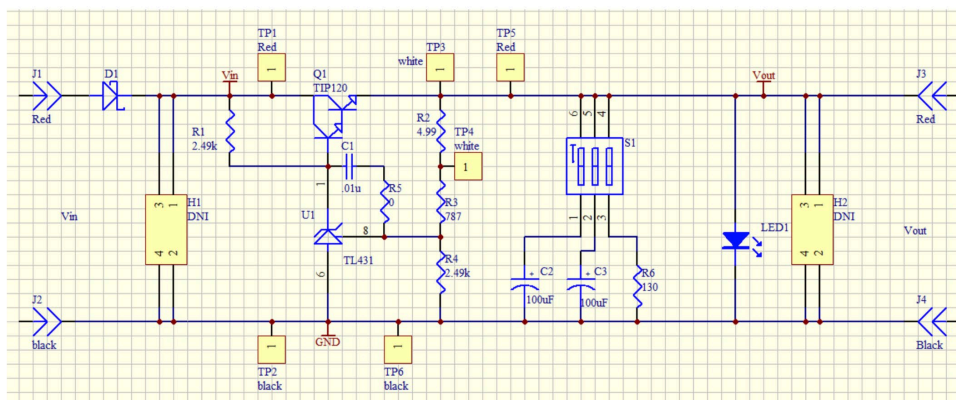 TP1
Red
TP3
white
TP5
Red
J1
Red
D1
Vin
Q1
TIP120
Vout
J3
Red
R1
2.49k
R2
4.99
TP4
white
1
1
1
1
6
5
4
S1
C1
.01u
R5
0
1
U1
TL431
8
6
R3
787
R4
2.49k
Vin
3
1
H1
DNI
4
2
1
2
3
C2
100uF
C3
100uF
R6
130
LED1
3
1
H2
DNI
4
2
Vout
J2
black
GND
J4
Black
1
TP2
black
1
TP6
black